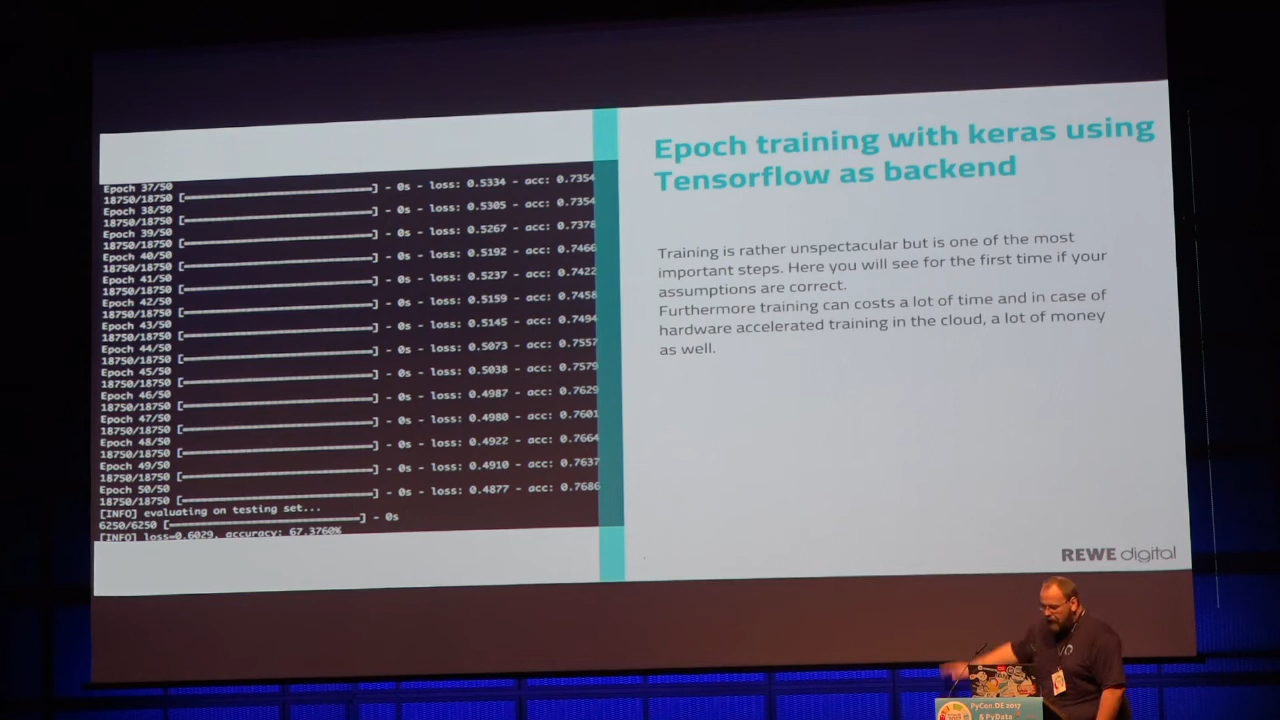 Epoch training with keras using
Tensorflow as backend
Training is rather unspectacular but is one of the most
important steps. Here you will see for the first time if your
assumptions are correct.
Furthermore training can costs a lot of time and in case of
hardware accelerated training in the cloud, a lot of money
as well.
Epoch 37/50
18750/18750 [==============================] - 0s - loss: 0.5334 - acc: 0.7354
Epoch 38/50
18750/18750 [==============================] - 0s - loss: 0.5305 - acc: 0.7354
Epoch 39/50
18750/18750 [==============================] - 0s - loss: 0.5267 - acc: 0.7378
Epoch 40/50
18750/18750 [==============================] - 0s - loss: 0.5192 - acc: 0.7466
Epoch 41/50
18750/18750 [==============================] - 0s - loss: 0.5237 - acc: 0.7422
Epoch 42/50
18750/18750 [==============================] - 0s - loss: 0.5159 - acc: 0.7458
Epoch 43/50
18750/18750 [==============================] - 0s - loss: 0.5145 - acc: 0.7494
Epoch 44/50
18750/18750 [==============================] - 0s - loss: 0.5073 - acc: 0.7557
Epoch 45/50
18750/18750 [==============================] - 0s - loss: 0.5038 - acc: 0.7579
Epoch 46/50
18750/18750 [==============================] - 0s - loss: 0.4987 - acc: 0.7629
Epoch 47/50
18750/18750 [==============================] - 0s - loss: 0.4980 - acc: 0.7601
Epoch 48/50
18750/18750 [==============================] - 0s - loss: 0.4922 - acc: 0.7664
Epoch 49/50
18750/18750 [==============================] - 0s - loss: 0.4910 - acc: 0.7637
Epoch 50/50
18750/18750 [==============================] - 0s - loss: 0.4877 - acc: 0.7686
[INFO] evaluating on testing set...
6250/6250 [==============================] - 0s
[INFO] loss=0.6029, accuracy: 67.3760%
REWE digital
PyCon.DE 2017
& PyData